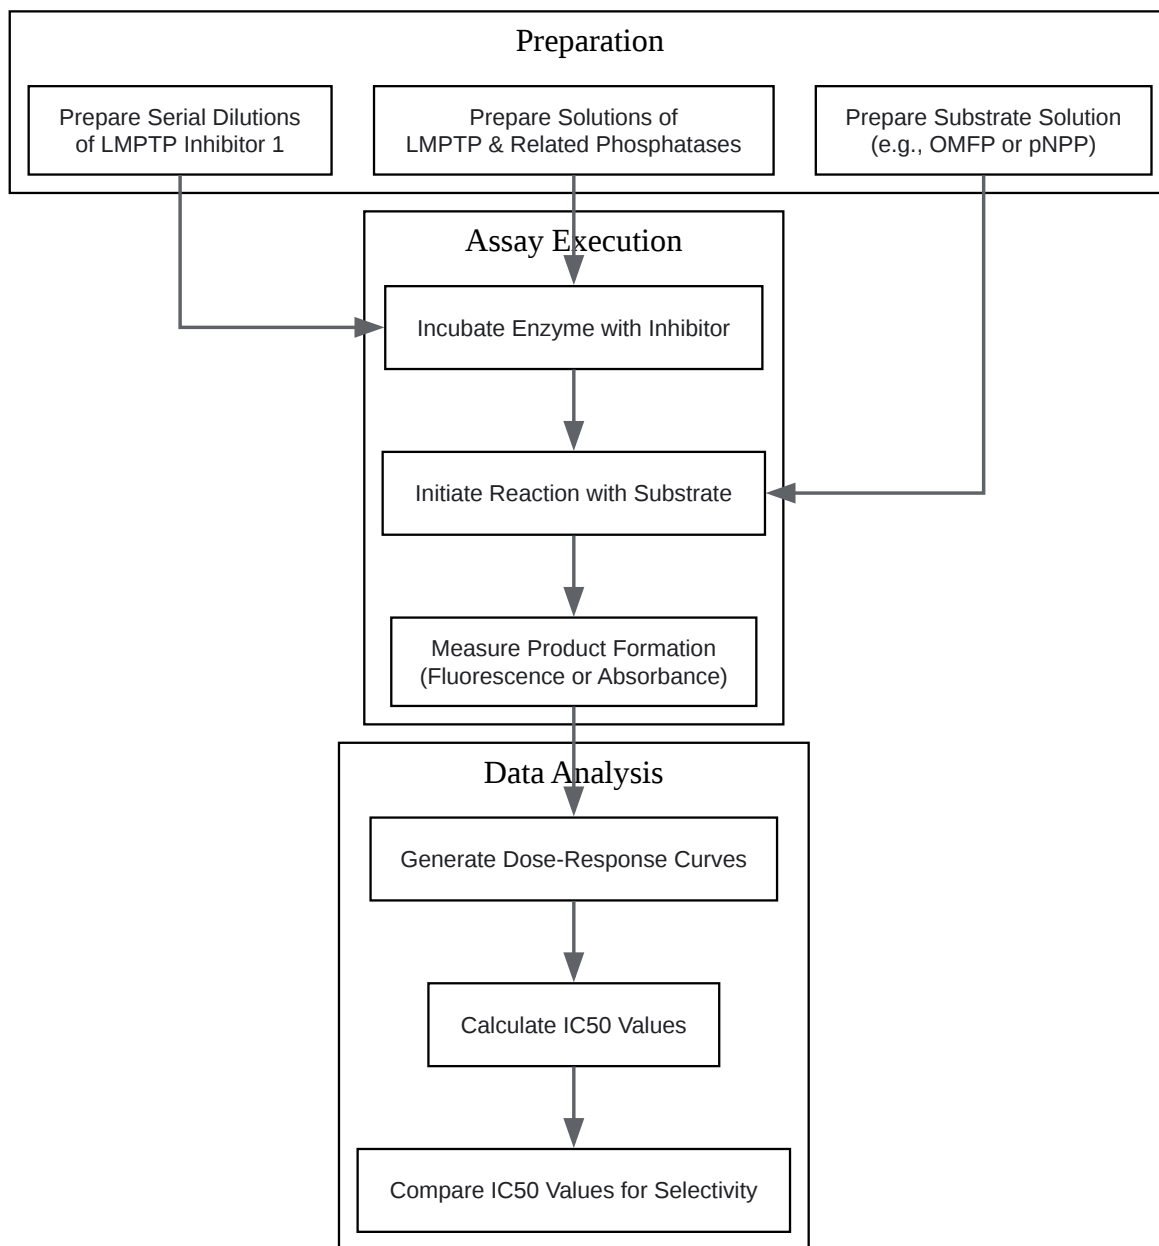 Preparation
Prepare Serial Dilutions
of LMPTP Inhibitor 1
Prepare Solutions of
LMPTP & Related Phosphatases
Prepare Substrate Solution
(e.g., OMFP or pNPP)
Assay Execution
Incubate Enzyme with Inhibitor
Initiate Reaction with Substrate
Measure Product Formation
(Fluorescence or Absorbance)
Data Analysis
Generate Dose-Response Curves
Calculate IC50 Values
Compare IC50 Values for Selectivity